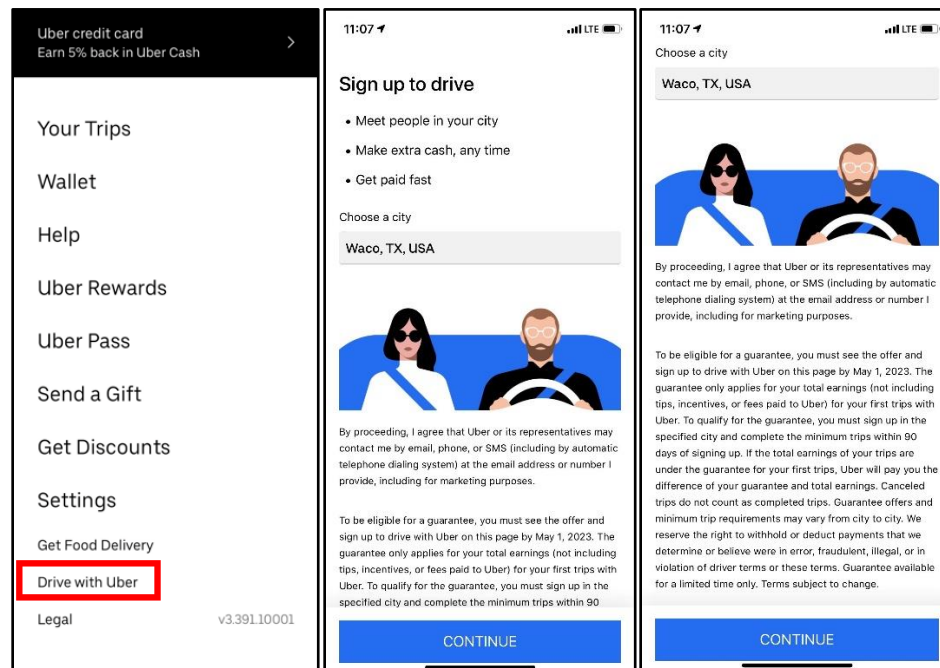 Uber credit card
Earn 5% back in Uber Cash
Your Trips
Wallet
Help
Uber Rewards
Uber Pass
Send a Gift
Get Discounts
Settings
Get Food Delivery
Drive with Uber
Legal
v3.391.10001
11:07
LTE
Sign up to drive
• Meet people in your city
• Make extra cash, any time
• Get paid fast
Choose a city
Waco, TX, USA
By proceeding, I agree that Uber or its representatives may
contact me by email, phone, or SMS (including by automatic
telephone dialing system) at the email address or number I
provide, including for marketing purposes.
To be eligible for a guarantee, you must see the offer and
sign up to drive with Uber on this page by May 1, 2023. The
guarantee only applies for your total earnings (not including
tips, incentives, or fees paid to Uber) for your first trips with
Uber. To qualify for the guarantee, you must sign up in the
specified city and complete the minimum trips within 90
CONTINUE
11:07
LTE
Choose a city
Waco, TX, USA
By proceeding, I agree that Uber or its representatives may
contact me by email, phone, or SMS (including by automatic
telephone dialing system) at the email address or number I
provide, including for marketing purposes.
To be eligible for a guarantee, you must see the offer and
sign up to drive with Uber on this page by May 1, 2023. The
guarantee only applies for your total earnings (not including
tips, incentives, or fees paid to Uber) for your first trips with
Uber. To qualify for the guarantee, you must sign up in the
specified city and complete the minimum trips within 90
days of signing up. If the total earnings of your trips are
under the guarantee for your first trips, Uber will pay you the
difference of your guarantee and total earnings. Canceled
trips do not count as completed trips. Guarantee offers and
minimum trip requirements may vary from city to city. We
reserve the right to withhold or deduct payments that we
determine or believe were in error, fraudulent, illegal, or in
violation of driver terms or these terms. Guarantee available
for a limited time only. Terms subject to change.
CONTINUE